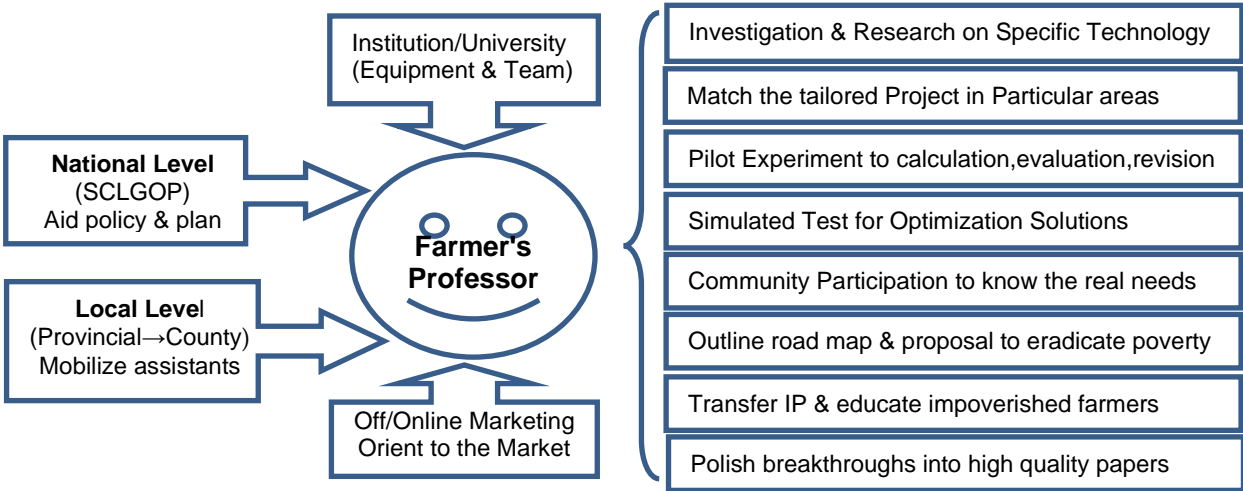 Institution/University
(Equipment & Team)
National Level
(SCLGOP)
Aid policy & plan
Local Level
(Provincial→County)
Mobilize assistants
Farmer's
Professor
Off/Online Marketing
Orient to the Market
Investigation & Research on Specific Technology
Match the tailored Project in Particular areas
Pilot Experiment to calculation,evaluation,revision
Simulated Test for Optimization Solutions
Community Participation to know the real needs
Outline road map & proposal to eradicate poverty
Transfer IP & educate impoverished farmers
Polish breakthroughs into high quality papers